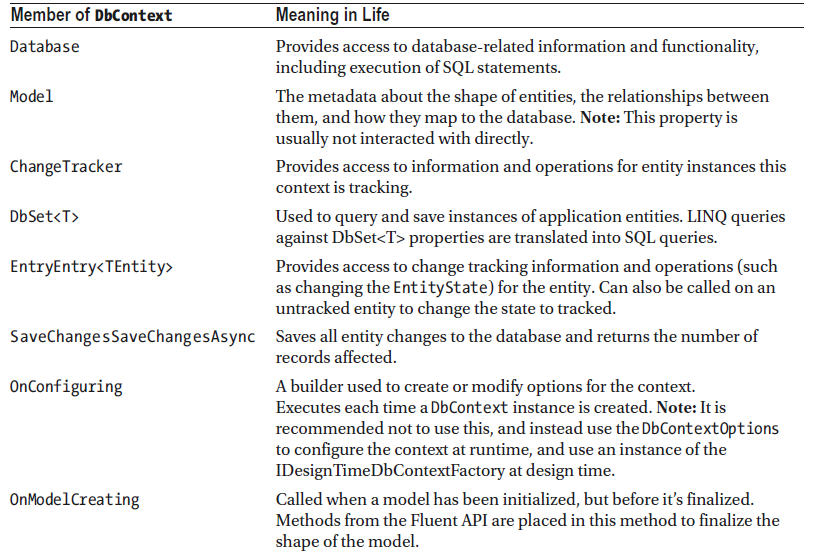 Member of DbContext Meaning in Life
Database Provides access to database-related information and functionality,
including execution of SQL statements.
Model The metadata about the shape of entities, the relationships between
them, and how they map to the database. Note: This property is
usually not interacted with directly.
ChangeTracker Provides access to information and operations for entity instances this
context is tracking.
DbSet<T> Used to query and save instances of application entities. LINQ queries
against DbSet<T> properties are translated into SQL queries.
EntryEntry<TEntity> Provides access to change tracking information and operations (such
as changing the EntityState) for the entity. Can also be called on an
untracked entity to change the state to tracked.
SaveChangesSaveChangesAsync Saves all entity changes to the database and returns the number of
records affected.
OnConfiguring A builder used to create or modify options for the context.
Executes each time a DbContext instance is created. Note: It is
recommended not to use this, and instead use the DbContextOptions
to configure the context at runtime, and use an instance of the
IDesignTimeDbContextFactory at design time.
OnModelCreating Called when a model has been initialized, but before it's finalized.
Methods from the Fluent API are placed in this method to finalize the
shape of the model.